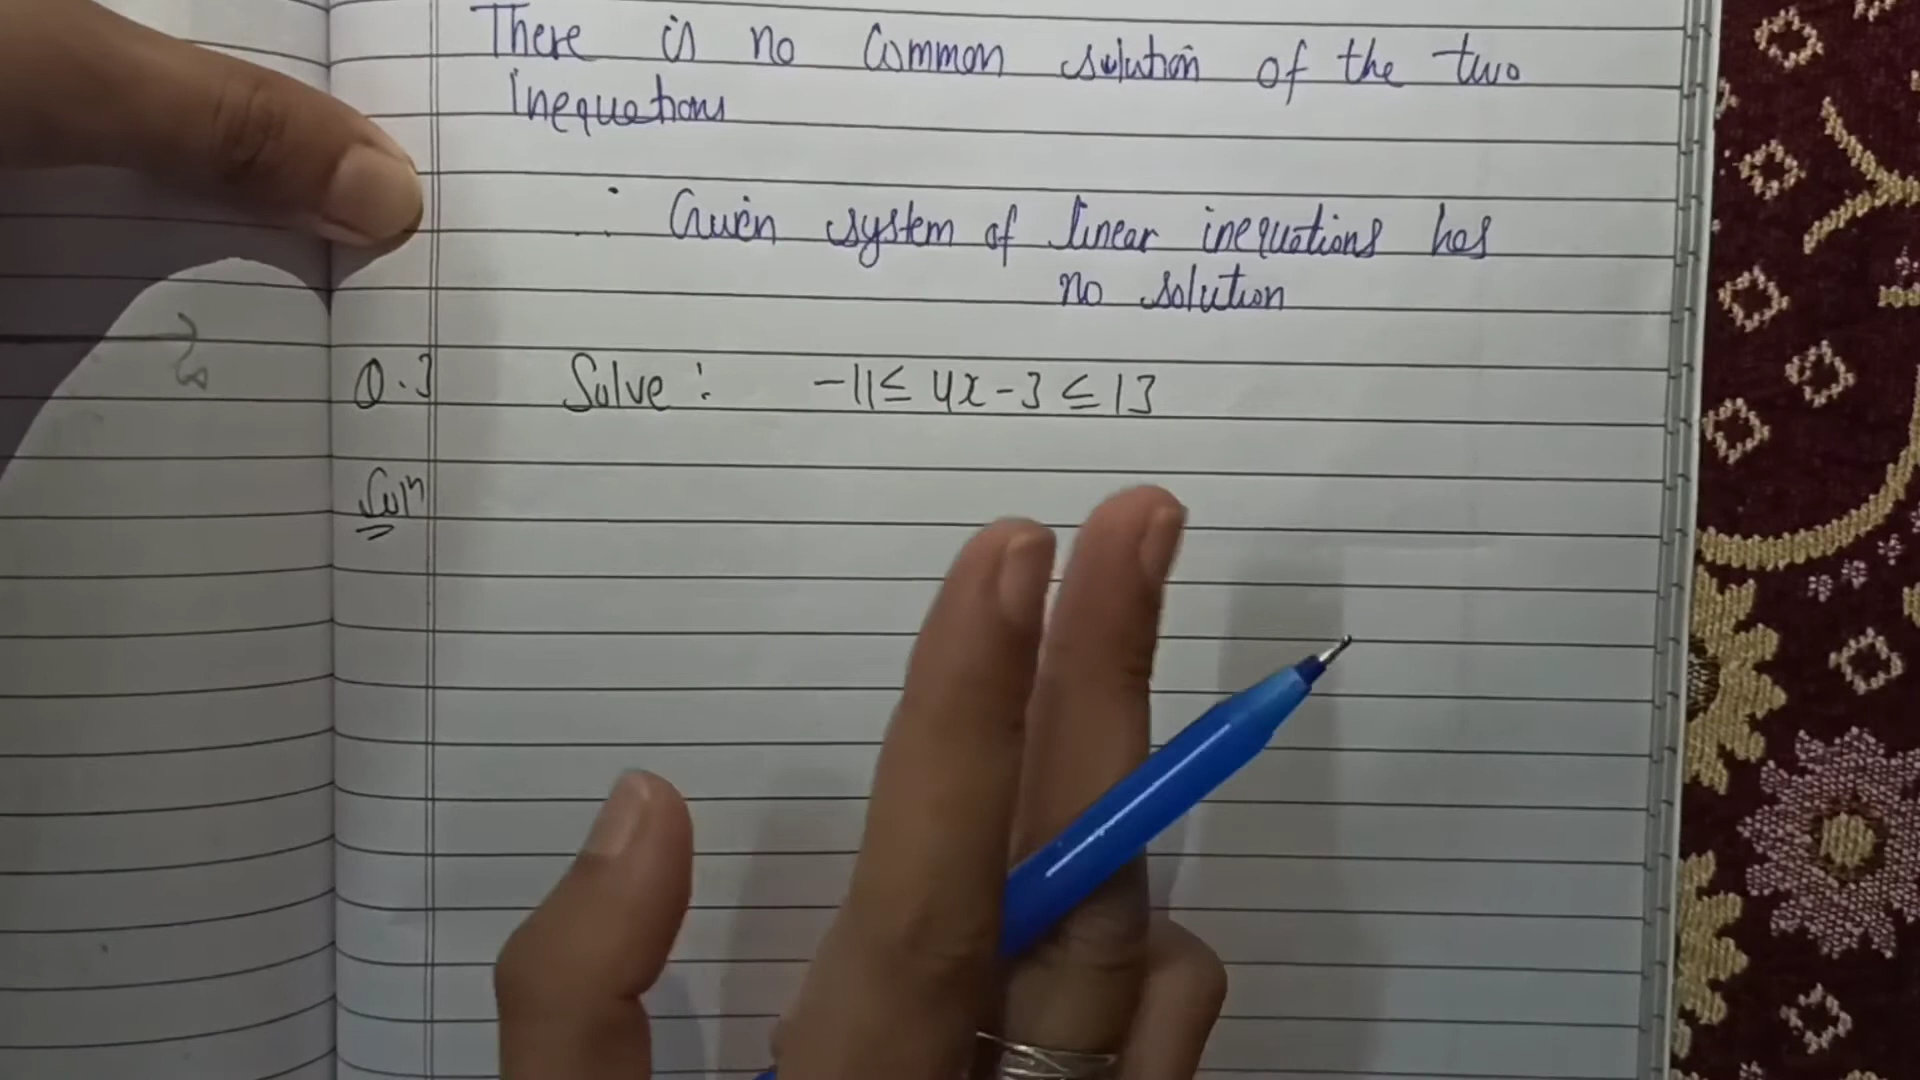 There is no common solution of the two
Inequations
∴ Given system of linear inequations has
no solution
Q.3 Solve: -11≤ 4x-3 ≤ 13
Soln